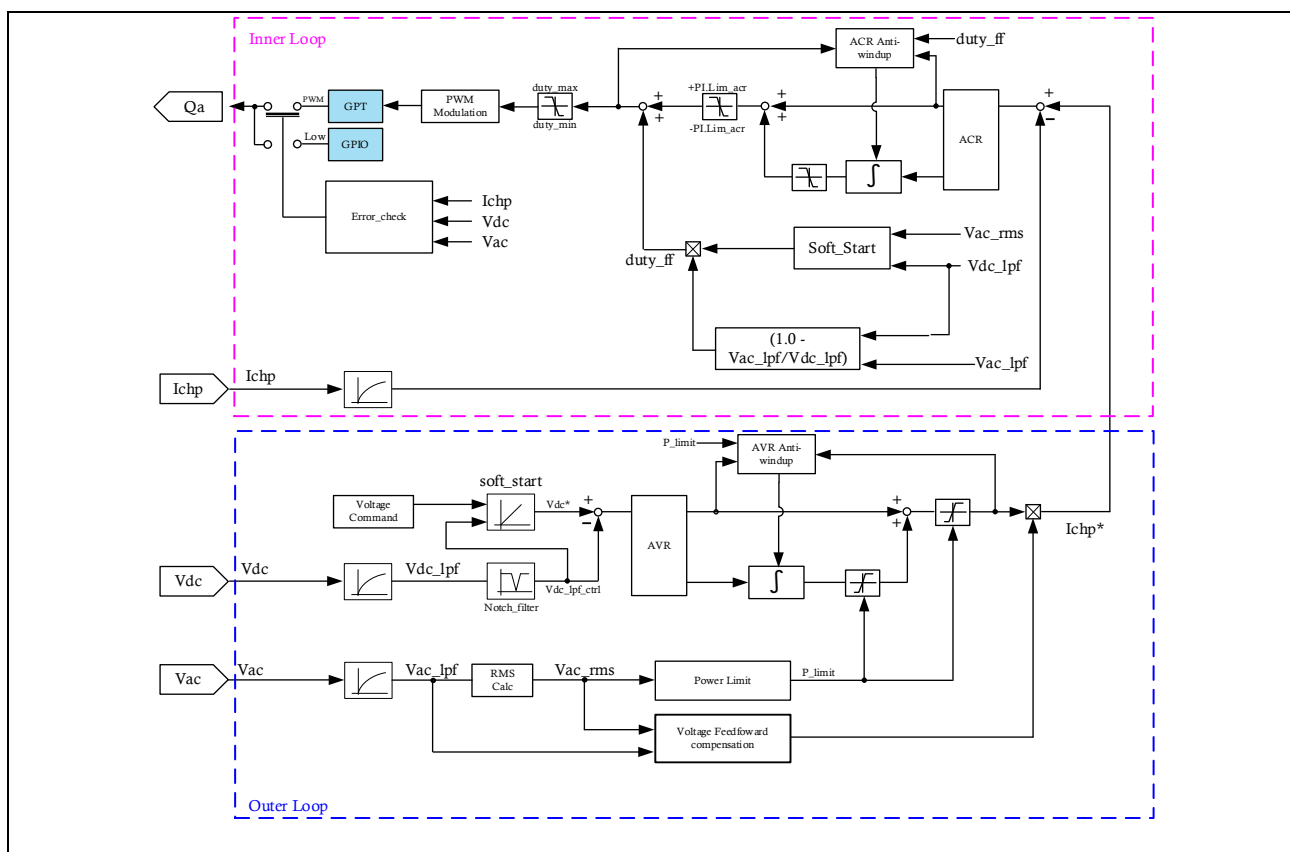 Inner Loop
ACR Anti-
windup
duty_ff
Qa
PWM
GPT
PWM
Modulation
duty_max
duty_min
+
+
+PI.Lim_acr
-PI.Lim_acr
+
+
ACR
+
−
Low
GPIO
∫
Error_check
Ichp
Vdc
Vac
duty_ff
Soft_Start
Vac_rms
Vdc_lpf
(1.0 -
Vac_lpf/Vdc_lpf)
Vac_lpf
Ichp
Ichp
P_limit
AVR Anti-
windup
soft_start
Voltage
Command
Vdc*
+
−
AVR
+
+
Ichp*
Vdc
Vdc
Vdc_lpf
Notch_filter
Vdc_lpf_ctrl
∫
Vac
Vac
Vac_lpf
RMS
Calc
Vac_rms
Power Limit
P_limit
Voltage Feedfoward
compensation
Outer Loop